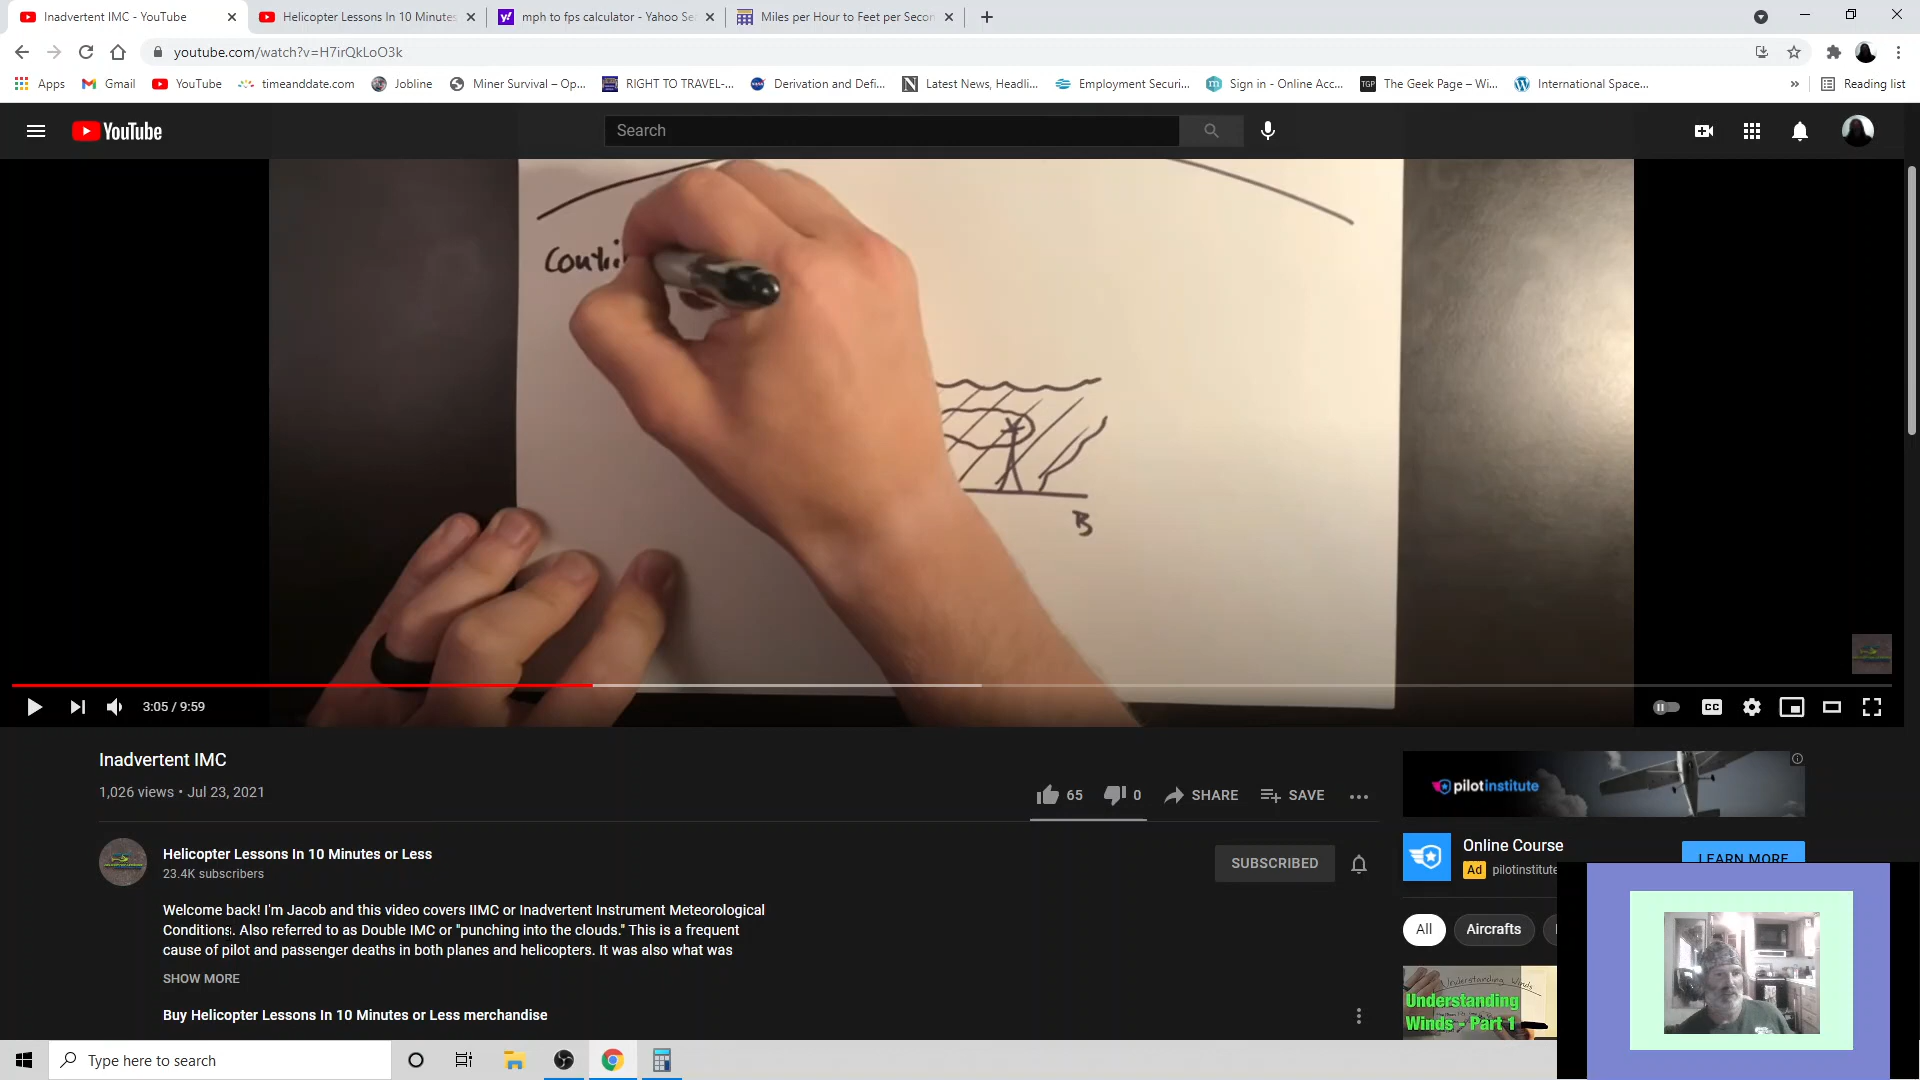 Inadvertent IMC - YouTube
Helicopter Lessons In 10 Minutes
mph to fps calculator - Yahoo Se
Miles per Hour to Feet per Secon
youtube.com/watch?v=H7irQkLoO3k
Apps
Gmail
YouTube
timeanddate.com
Jobline
Miner Survival – Op...
RIGHT TO TRAVEL-...
Derivation and Defi...
Latest News, Headli...
Employment Securi...
Sign in - Online Acc...
TGP
The Geek Page – Wi...
International Space...
»
Reading list
YouTube
Search
Conti
B
3:05 / 9:59
CC
Inadvertent IMC
1,026 views • Jul 23, 2021
65
0
SHARE
SAVE
Helicopter Lessons In 10 Minutes or Less
23.4K subscribers
SUBSCRIBED
Welcome back! I'm Jacob and this video covers IIMC or Inadvertent Instrument Meteorological
Conditions. Also referred to as Double IMC or "punching into the clouds." This is a frequent
cause of pilot and passenger deaths in both planes and helicopters. It was also what was
SHOW MORE
Buy Helicopter Lessons In 10 Minutes or Less merchandise
pilotinstitute
Online Course
Ad pilotinstitute
LEARN MORE
All
Aircrafts
Understanding Winds
Understanding
Winds - Part 1
Type here to search